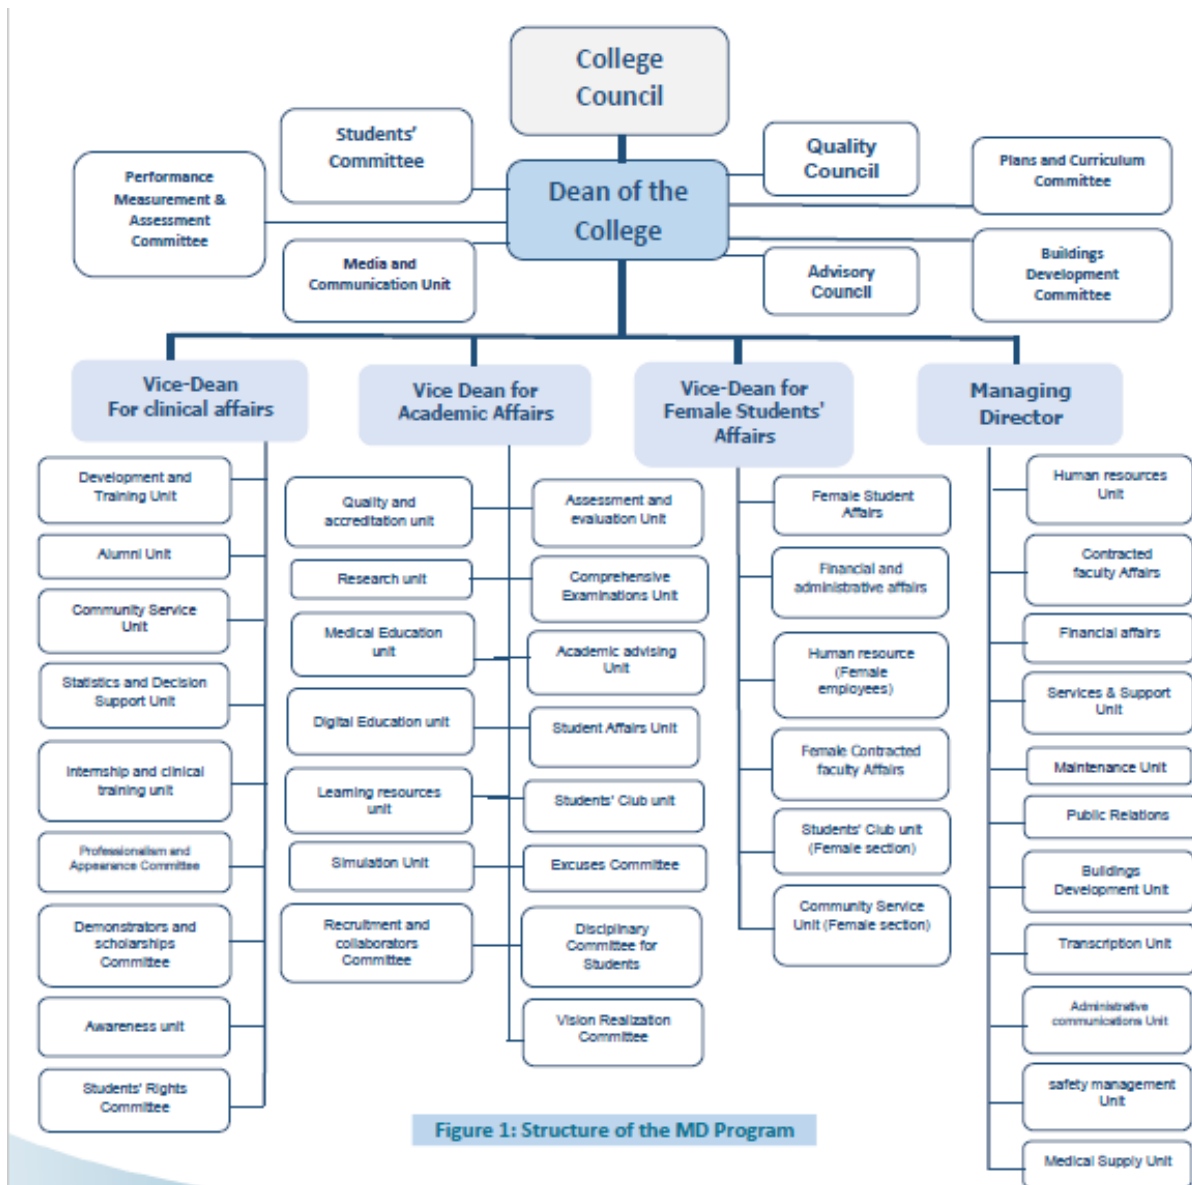 College
Council
Students'
Committee
Quality
Council
Performance
Measurement &
Assessment
Committee
Plans and Curriculum
Committee
Dean of the
College
Media and
Communication Unit
Advisory
Council
Buildings
Development
Committee
Vice-Dean
For clinical affairs
Vice Dean for
Academic Affairs
Vice-Dean for
Female Students'
Affairs
Managing
Director
Development and
Training Unit
Alumni Unit
Community Service
Unit
Statistics and Decision
Support Unit
Internship and clinical
training unit
Professionalism and
Appearance Committee
Demonstrators and
scholarships
Committee
Awareness unit
Students' Rights
Committee
Quality and
accreditation unit
Research unit
Medical Education
unit
Digital Education unit
Learning resources
unit
Simulation Unit
Recruitment and
collaborators
Committee
Assessment and
evaluation Unit
Comprehensive
Examinations Unit
Academic advising
Unit
Student Affairs Unit
Students' Club unit
Excuses Committee
Disciplinary
Committee for
Students
Vision Realization
Committee
Female Student
Affairs
Financial and
administrative affairs
Human resource
(Female
employees)
Female Contracted
faculty Affairs
Students' Club unit
(Female section)
Community Service
Unit (Female section)
Human resources
Unit
Contracted
faculty Affairs
Financial affairs
Services & Support
Unit
Maintenance Unit
Public Relations
Buildings
Development Unit
Transcription Unit
Administrative
communications Unit
safety management
Unit
Medical Supply Unit
Figure 1: Structure of the MD Program